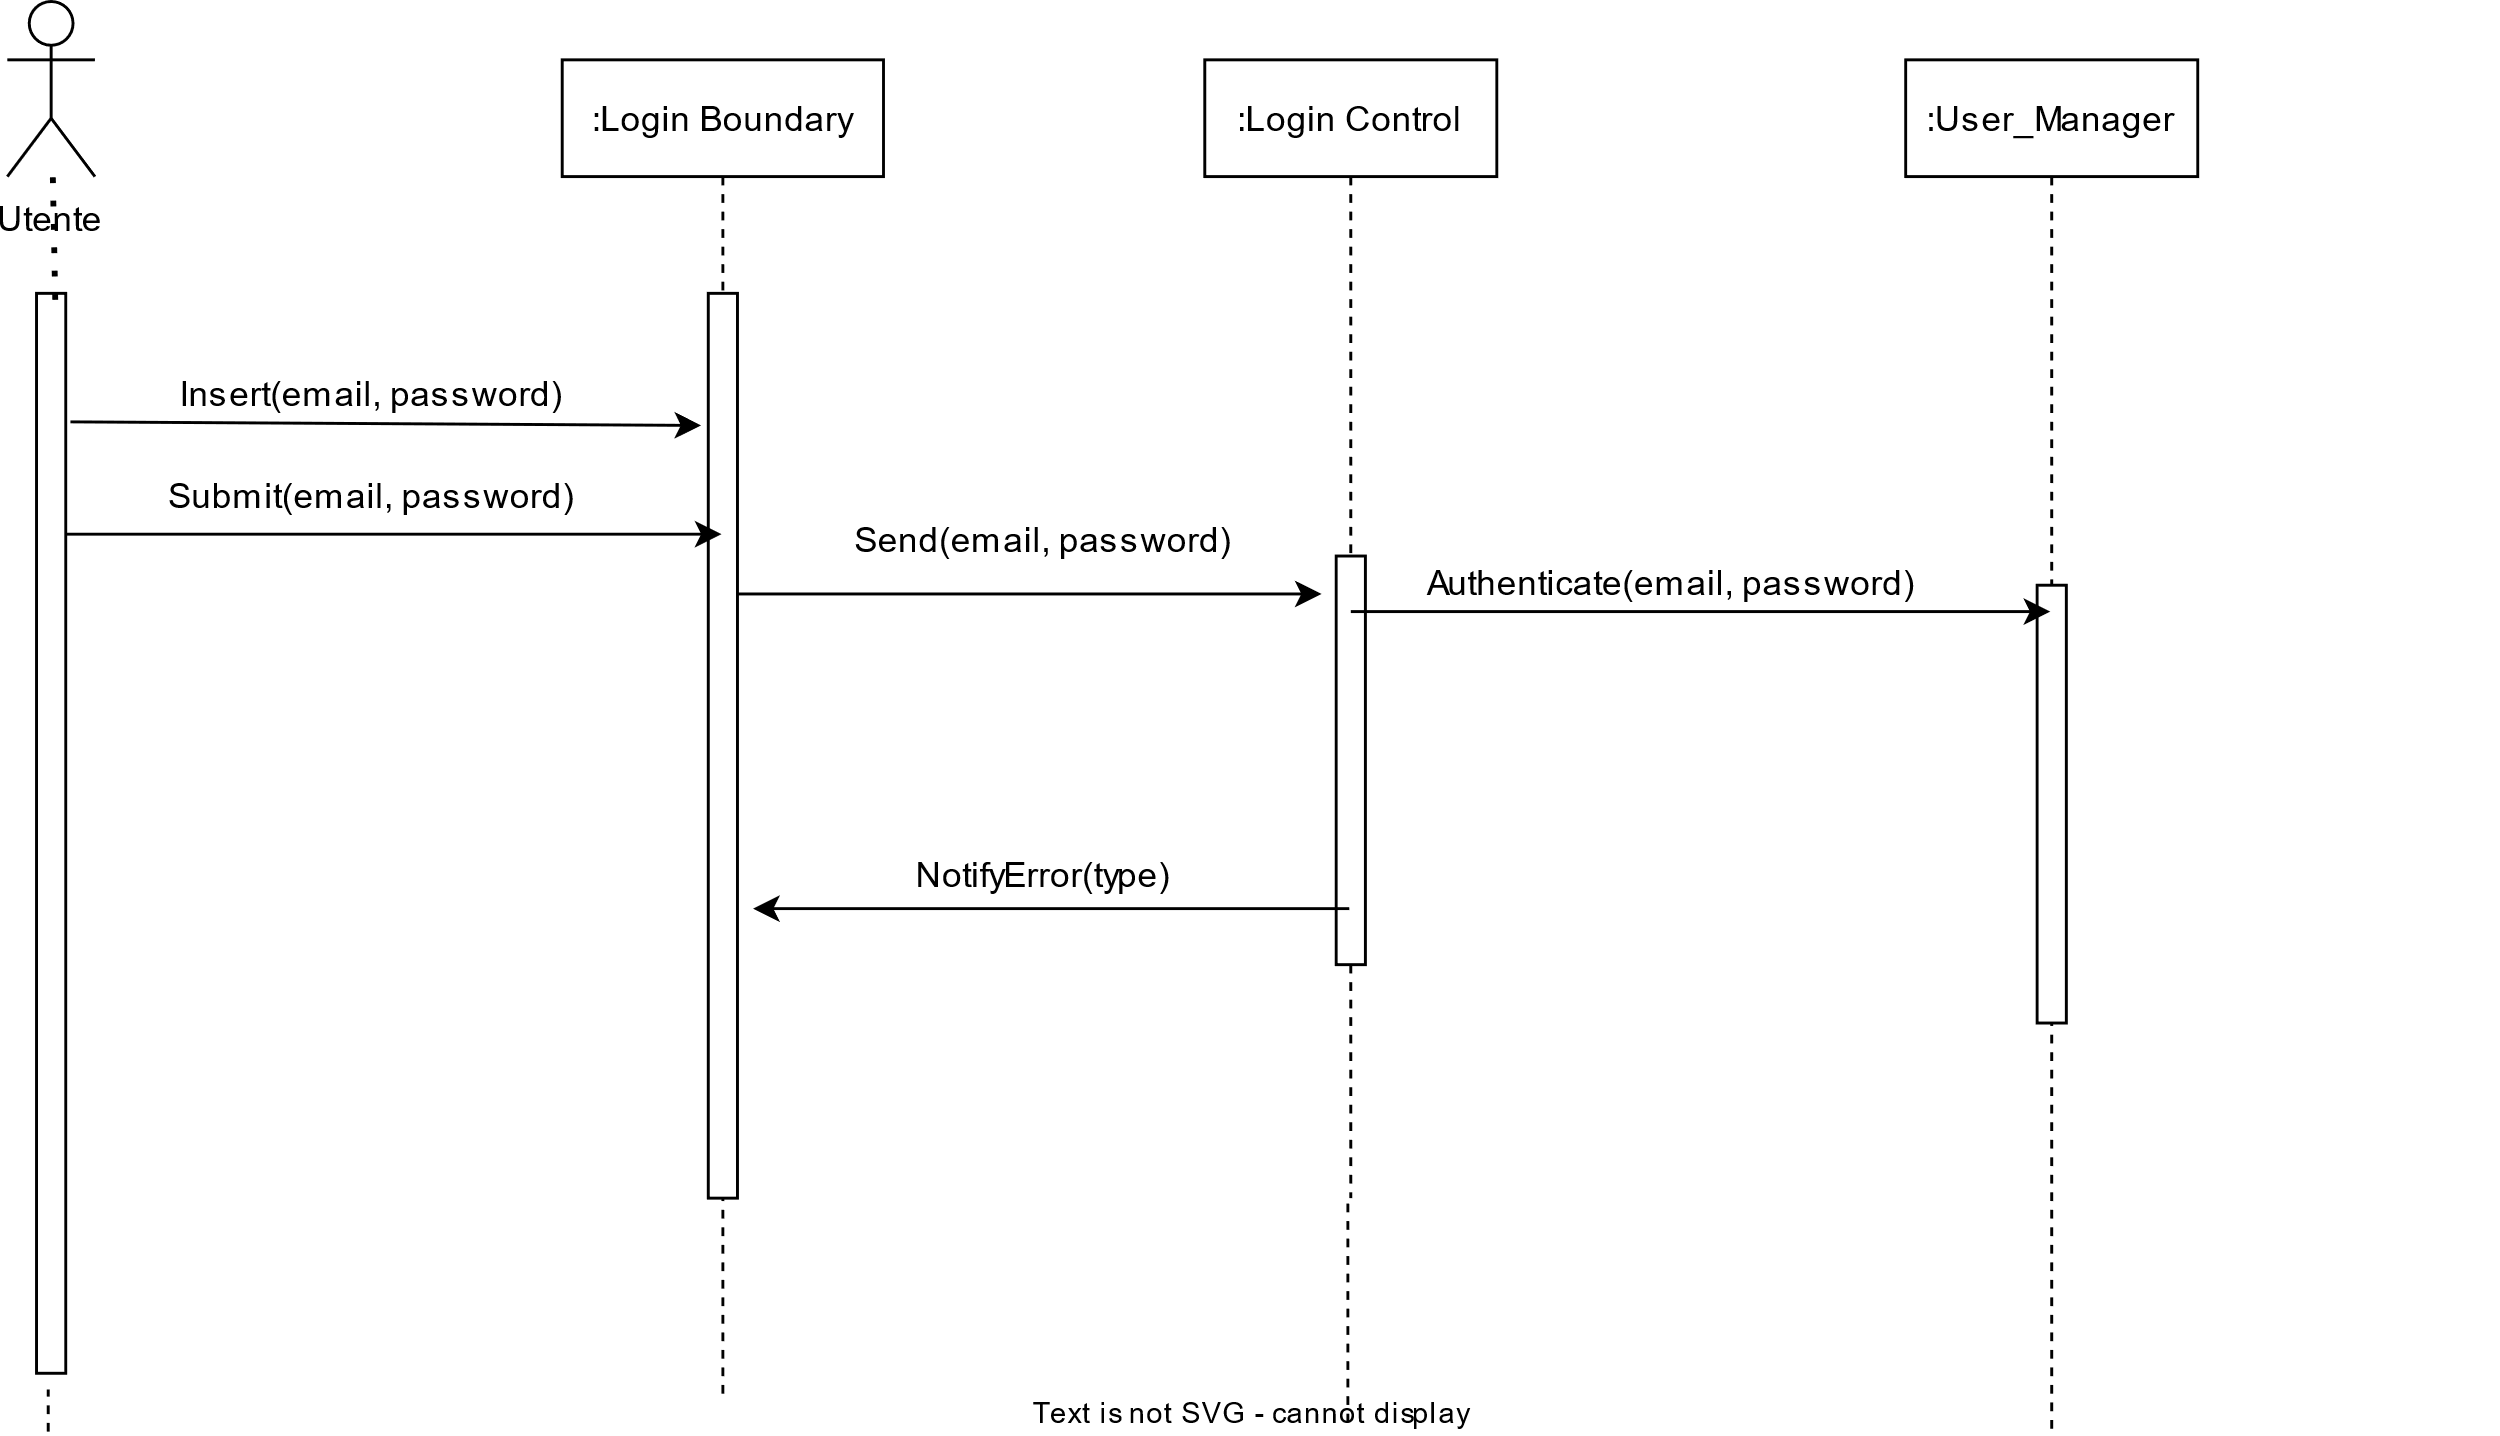 :Login Boundary
:Login Control
:User_Manager
Utente
Insert(email, password)
Submit(email, password)
Send(email, password)
Authenticate(email, password)
NotifyError(type)
Text is not SVG - cannot display